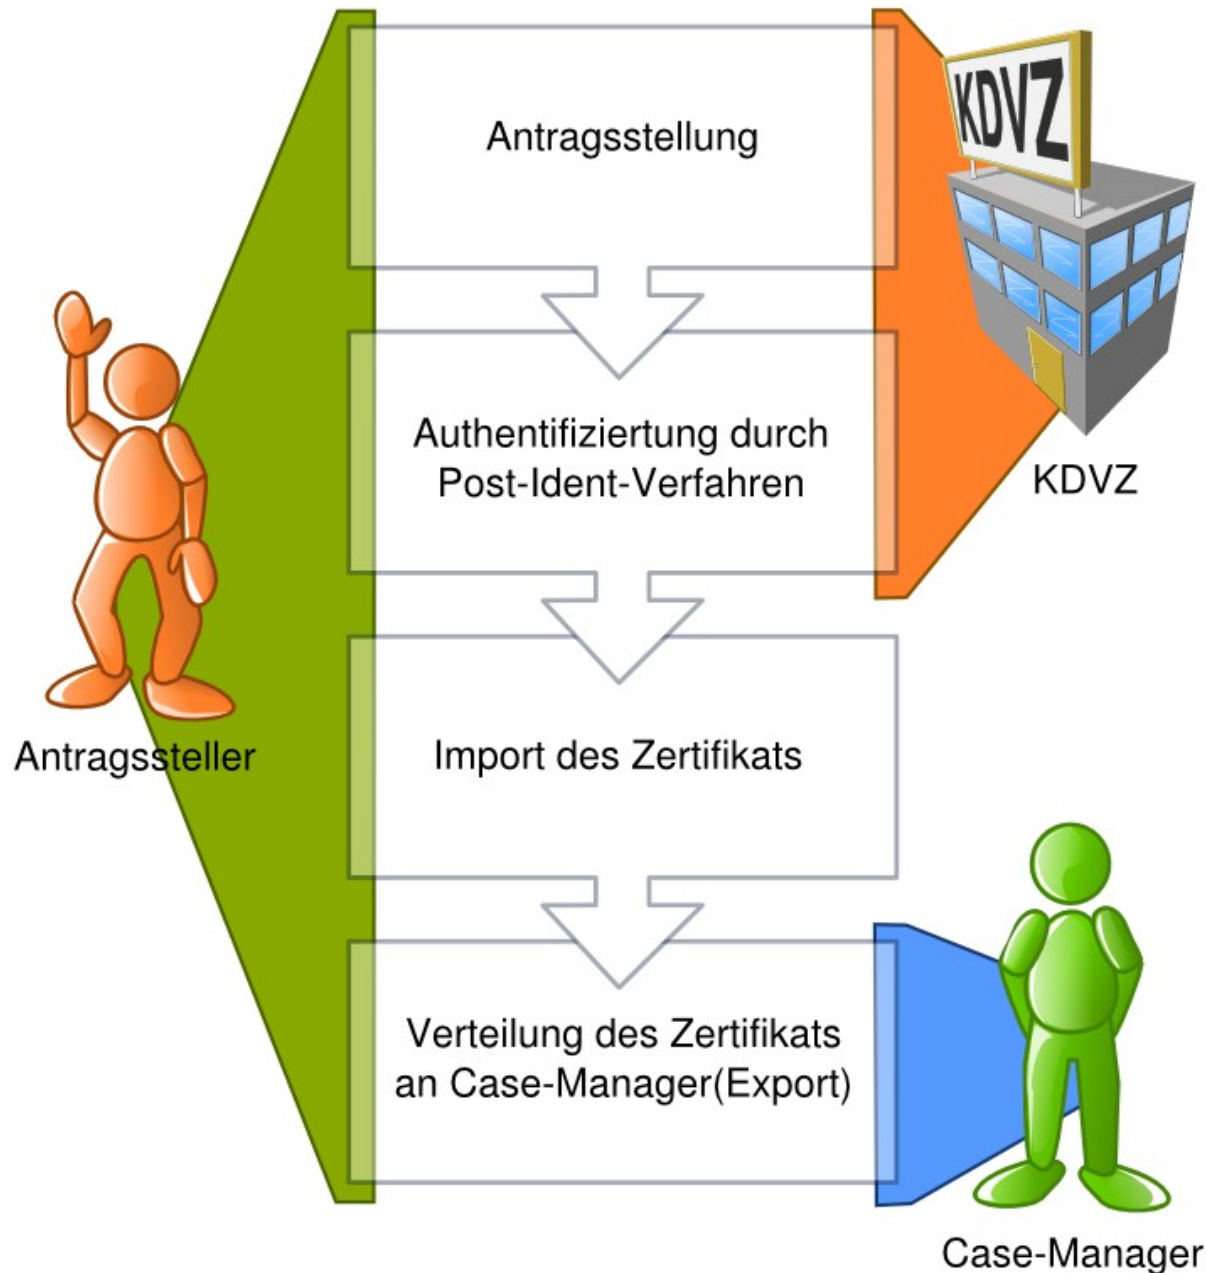 KDVZ
Antragsstellung
Authentifiziertung durch
Post-Ident-Verfahren
KDVZ
Antragssteller
Import des Zertifikats
Verteilung des Zertifikats
an Case-Manager(Export)
Case-Manager